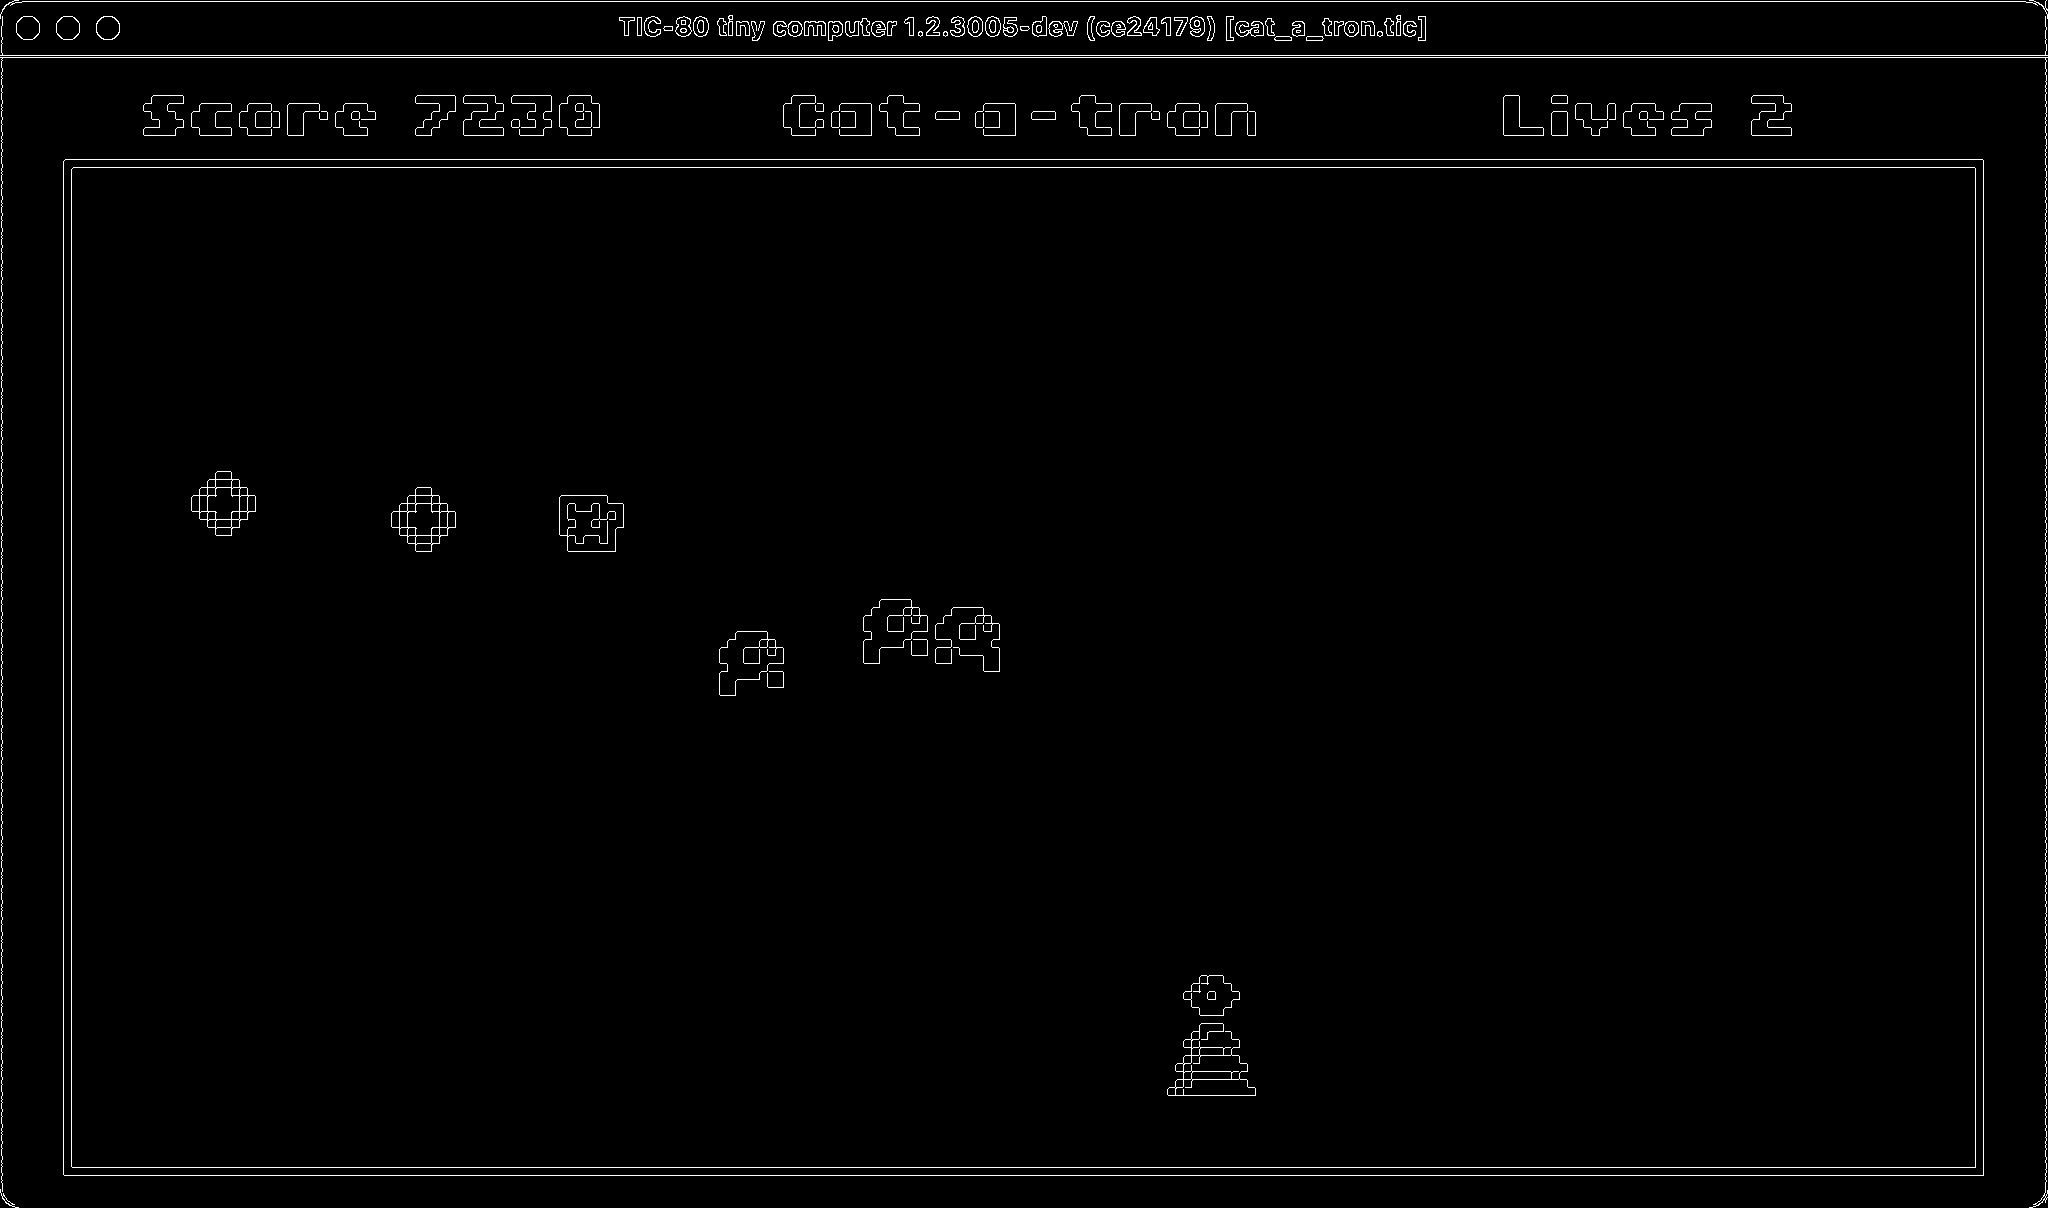 TIC-80 tiny computer 1.2.3005-dev (ce24179) [cat_a_tron.tic]
Score 7230 Cat-a-tron Lives 2